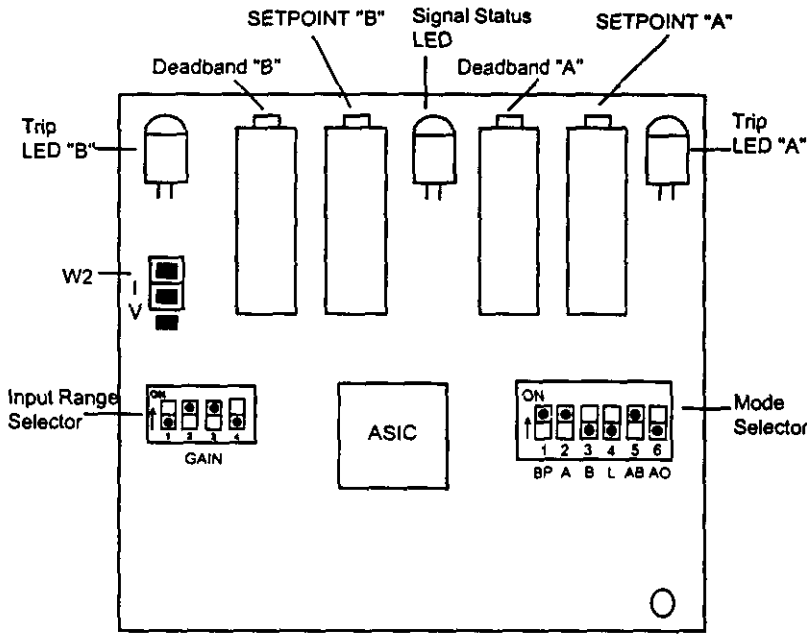 SETPOINT "B"
Signal Status
LED
SETPOINT "A"
Deadband "B"
Deadband "A"
Trip
LED "B"
Trip
LED "A"
W2
I
V
Input Range
Selector
ON
1 2 3 4
GAIN
ASIC
ON
1 2 3 4 5 6
BP A B L AB AO
Mode
Selector